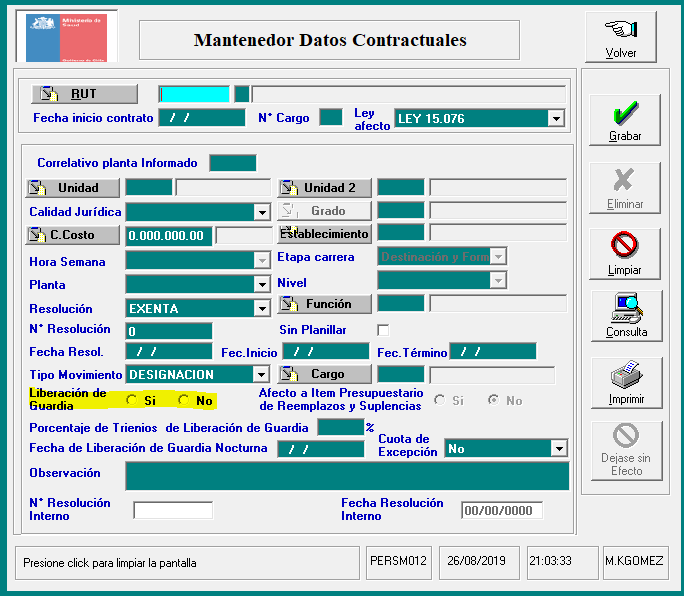 Ministerio de
Salud
Gobierno de Chile
Mantenedor Datos Contractuales
Volver
RUT
Fecha inicio contrato / / N° Cargo Ley afecto LEY 15.076
Grabar
Correlativo planta Informado
Unidad Unidad 2
Eliminar
Calidad Jurídica Grado
C.Costo 0.000.000.00 Establecimiento
Hora Semana Etapa carrera Destinación y Form
Limpiar
Planta Nivel
Resolución EXENTA Función
N° Resolución 0 Sin Planillar
Consulta
Fecha Resol. / / Fec.Inicio / / Fec.Término / /
Tipo Movimiento DESIGNACION Cargo
Liberación de Guardia Si No Afecto a Item Presupuestario de Reemplazos y Suplencias Si No
Imprimir
Porcentaje de Trienios de Liberación de Guardia %
Fecha de Liberación de Guardia Nocturna / / Cuota de Excepción No
Observación
Dejase sin
Efecto
N° Resolución Interno Fecha Resolución Interno 00/00/0000
Presione click para limpiar la pantalla PERSM012 26/08/2019 21:03:33 M.KGOMEZ